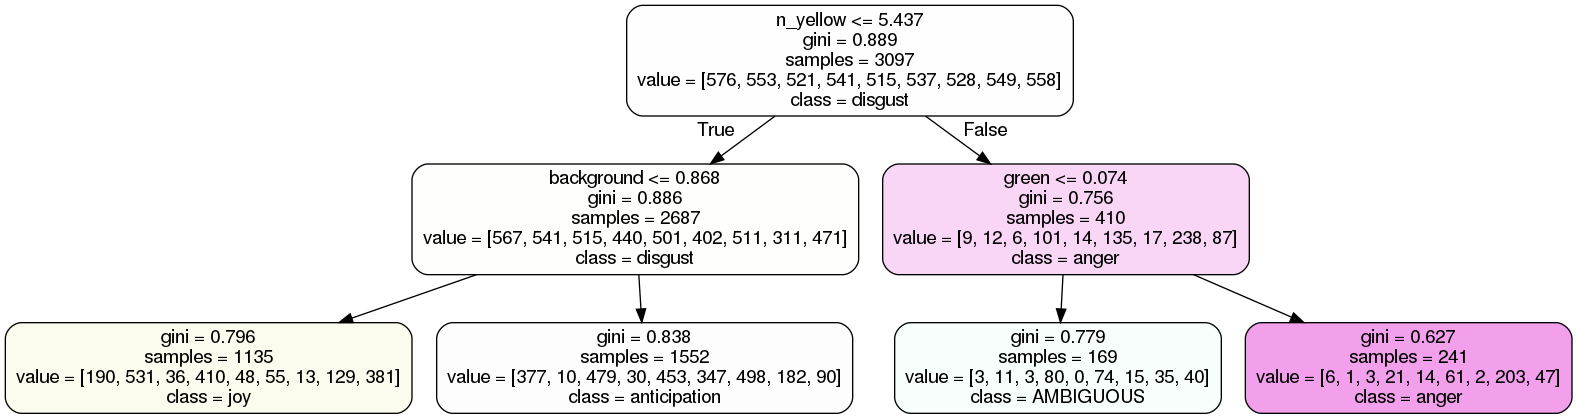 n_yellow <= 5.437
gini = 0.889
samples = 3097
value = [576, 553, 521, 541, 515, 537, 528, 549, 558]
class = disgust
True
False
background <= 0.868
gini = 0.886
samples = 2687
value = [567, 541, 515, 440, 501, 402, 511, 311, 471]
class = disgust
green <= 0.074
gini = 0.756
samples = 410
value = [9, 12, 6, 101, 14, 135, 17, 238, 87]
class = anger
gini = 0.796
samples = 1135
value = [190, 531, 36, 410, 48, 55, 13, 129, 381]
class = joy
gini = 0.838
samples = 1552
value = [377, 10, 479, 30, 453, 347, 498, 182, 90]
class = anticipation
gini = 0.779
samples = 169
value = [3, 11, 3, 80, 0, 74, 15, 35, 40]
class = AMBIGUOUS
gini = 0.627
samples = 241
value = [6, 1, 3, 21, 14, 61, 2, 203, 47]
class = anger